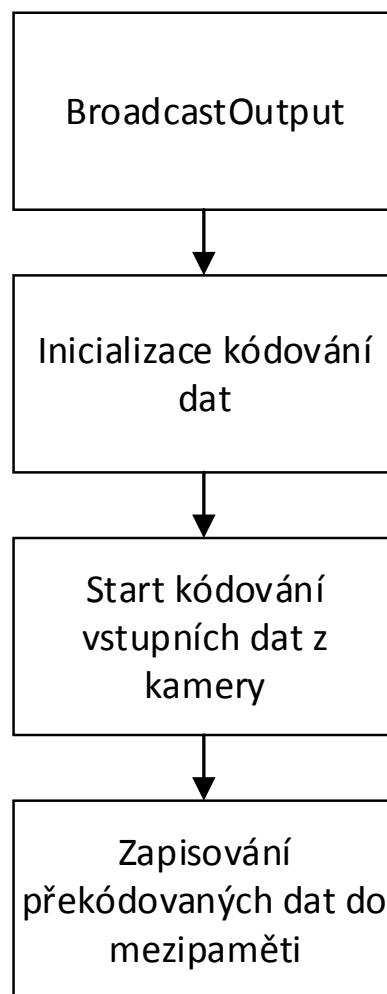 BroadcastOutput
Inicializace kódování
dat
Start kódování
vstupních dat z
kamery
Zapisování
překódovaných dat do
mezipaměti